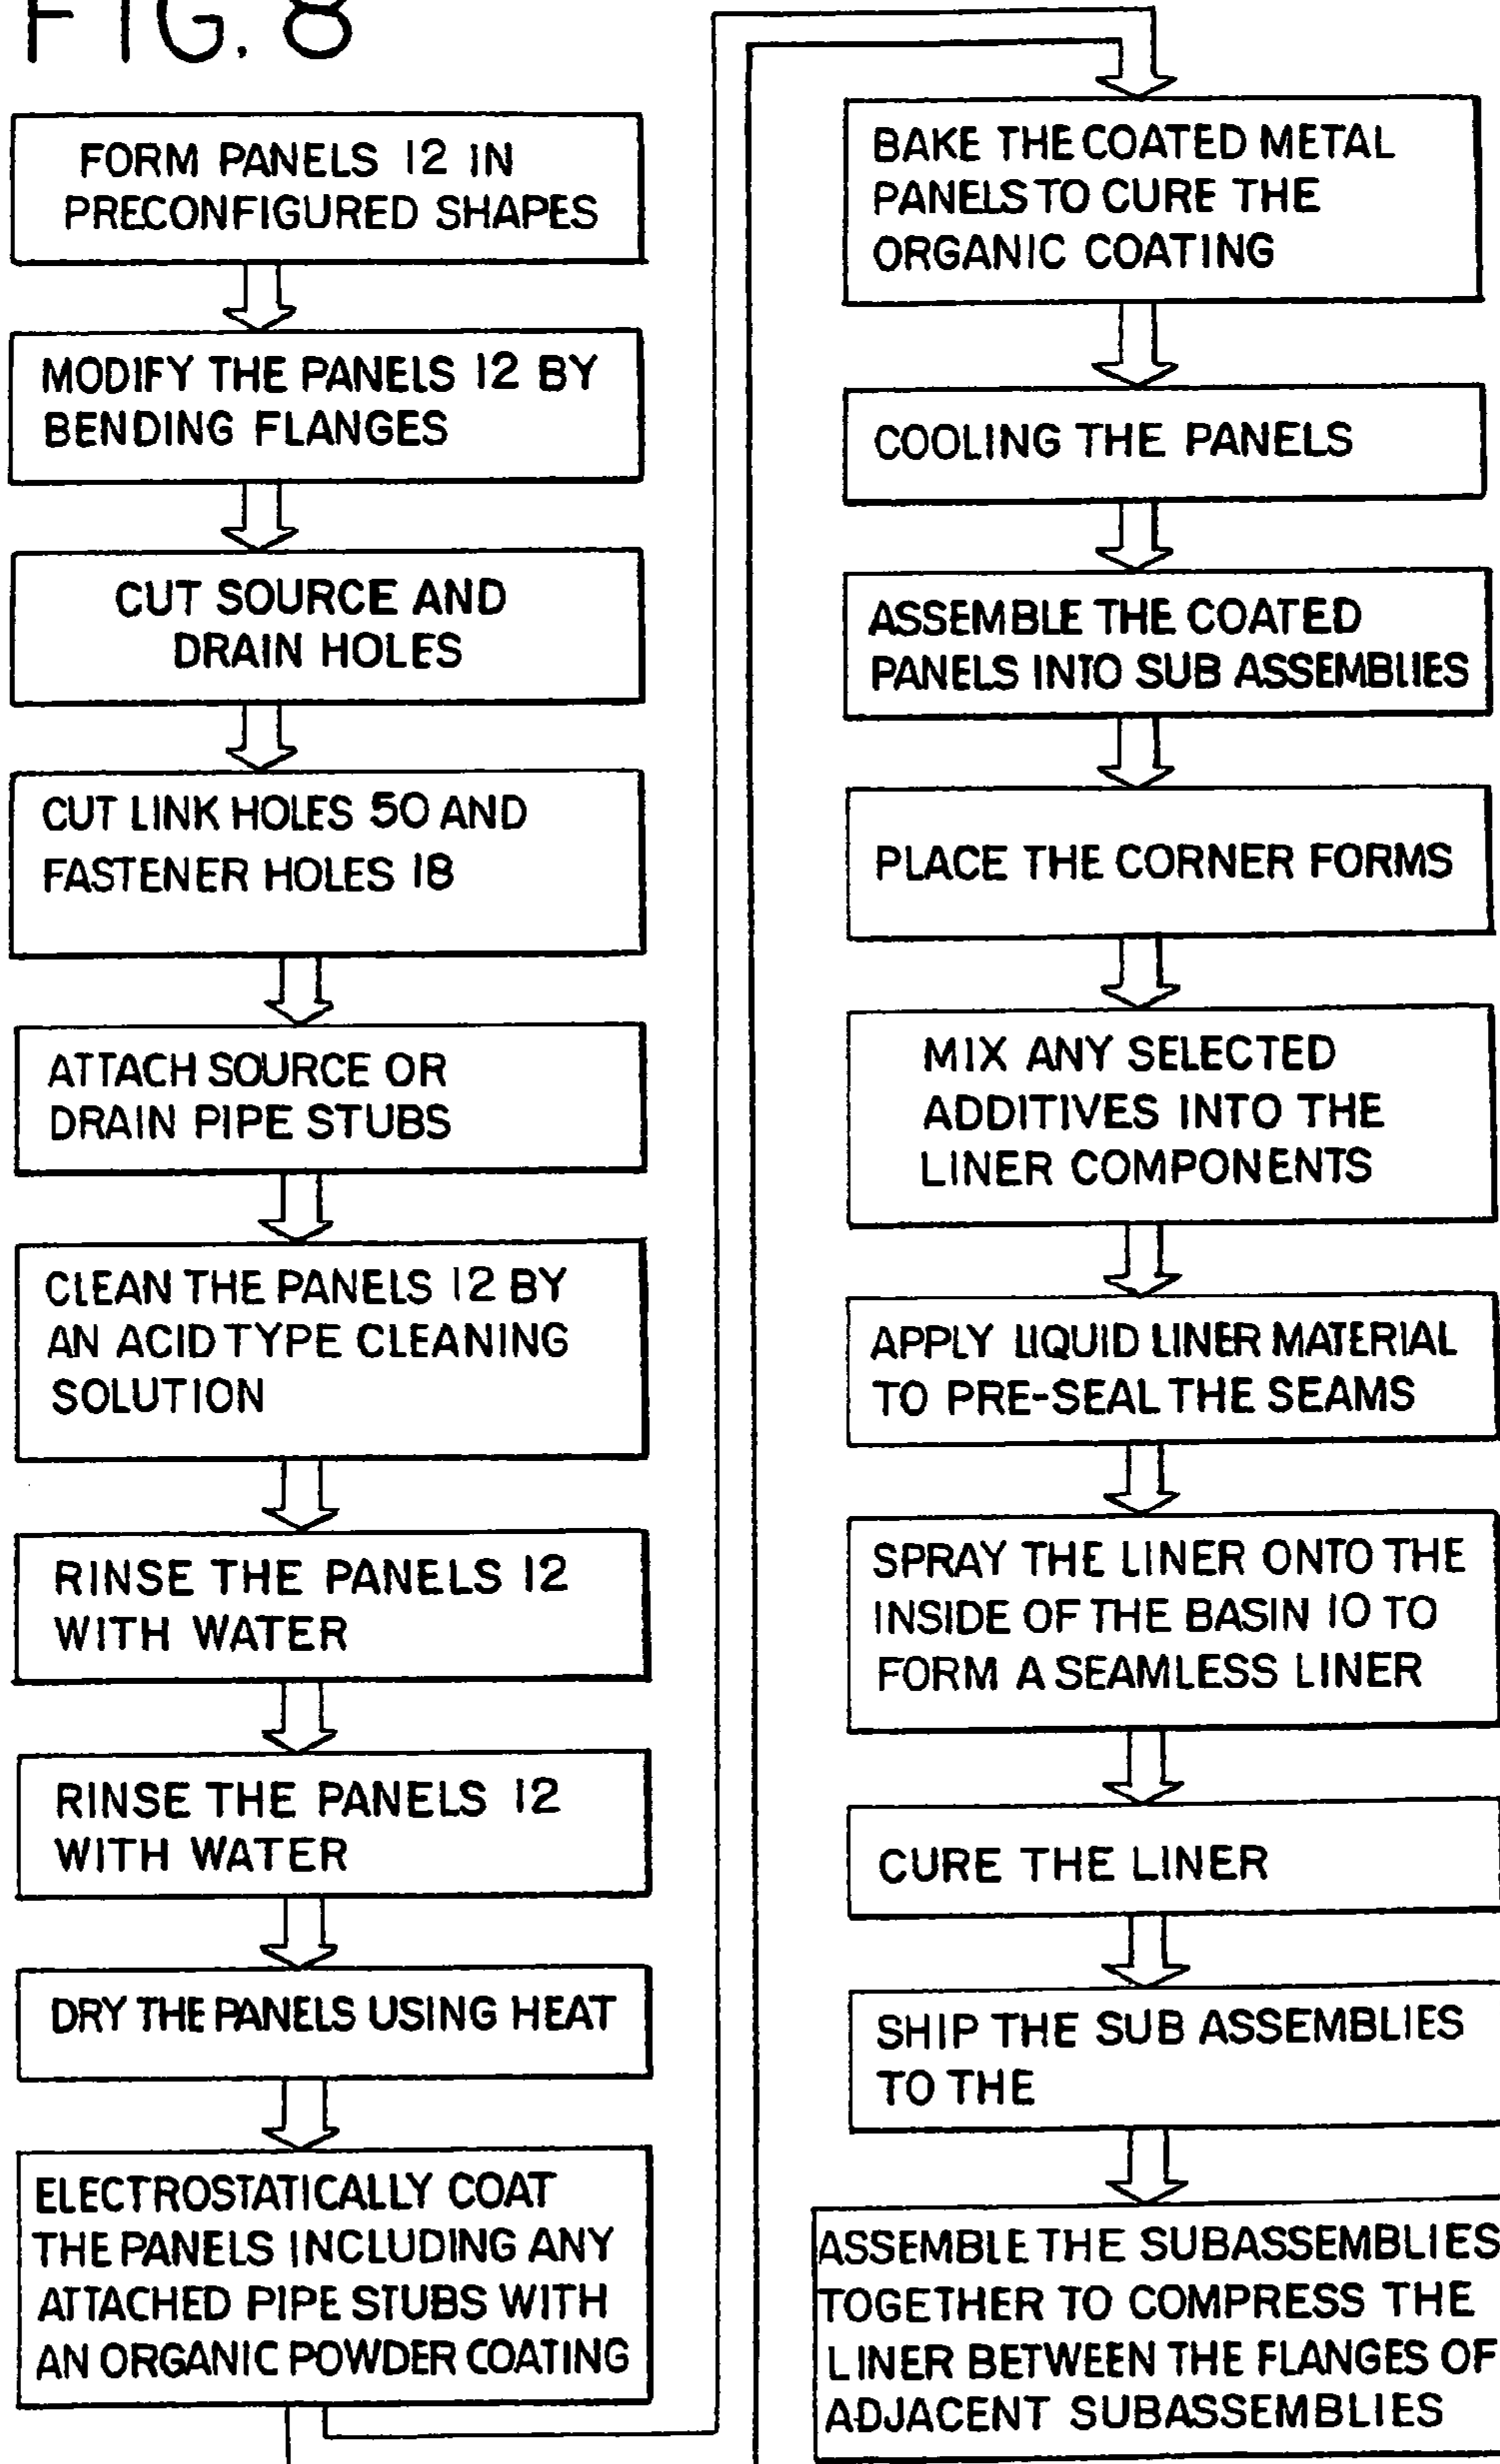 FIG. 8
FORM PANELS 12 IN
PRECONFIGURED SHAPES
MODIFY THE PANELS 12 BY
BENDING FLANGES
CUT SOURCE AND
DRAIN HOLES
CUT LINK HOLES 50 AND
FASTENER HOLES 18
ATTACH SOURCE OR
DRAIN PIPE STUBS
CLEAN THE PANELS 12 BY
AN ACID TYPE CLEANING
SOLUTION
RINSE THE PANELS 12
WITH WATER
RINSE THE PANELS 12
WITH WATER
DRY THE PANELS USING HEAT
ELECTROSTATICALLY COAT
THE PANELS INCLUDING ANY
ATTACHED PIPE STUBS WITH
AN ORGANIC POWDER COATING
BAKE THE COATED METAL
PANELS TO CURE THE
ORGANIC COATING
COOLING THE PANELS
ASSEMBLE THE COATED
PANELS INTO SUB ASSEMBLIES
PLACE THE CORNER FORMS
MIX ANY SELECTED
ADDITIVES INTO THE
LINER COMPONENTS
APPLY LIQUID LINER MATERIAL
TO PRE-SEAL THE SEAMS
SPRAY THE LINER ONTO THE
INSIDE OF THE BASIN 10 TO
FORM A SEAMLESS LINER
CURE THE LINER
SHIP THE SUB ASSEMBLIES
TO THE
ASSEMBLE THE SUBASSEMBLIES
TOGETHER TO COMPRESS THE
LINER BETWEEN THE FLANGES OF
ADJACENT SUBASSEMBLIES